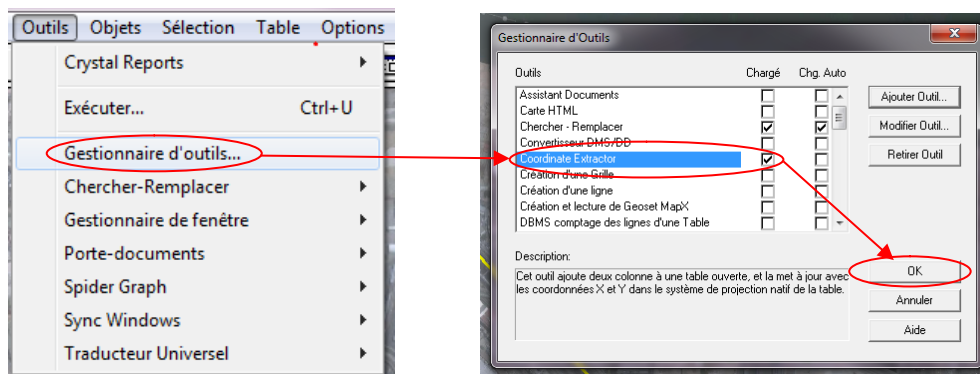 Outils Objets Sélection Table Options
Crystal Reports
Exécuter... Ctrl+U
Gestionnaire d'outils...
Chercher-Remplacer
Gestionnaire de fenêtre
Porte-documents
Spider Graph
Sync Windows
Traducteur Universel
Gestionnaire d'Outils
Outils Chargé Chg. Auto
Assistant Documents
Carte HTML
Chercher - Remplacer
Convertisseur DMS/DD
Coordinate Extractor
Création d'une Grille
Création d'une ligne
Création et lecture de Geoset MapX
DBMS comptage des lignes d'une Table
Ajouter Outil...
Modifier Outil...
Retirer Outil
Description:
Cet outil ajoute deux colonne à une table ouverte, et la met à jour avec
les coordonnées X et Y dans le système de projection natif de la table.
OK
Annuler
Aide